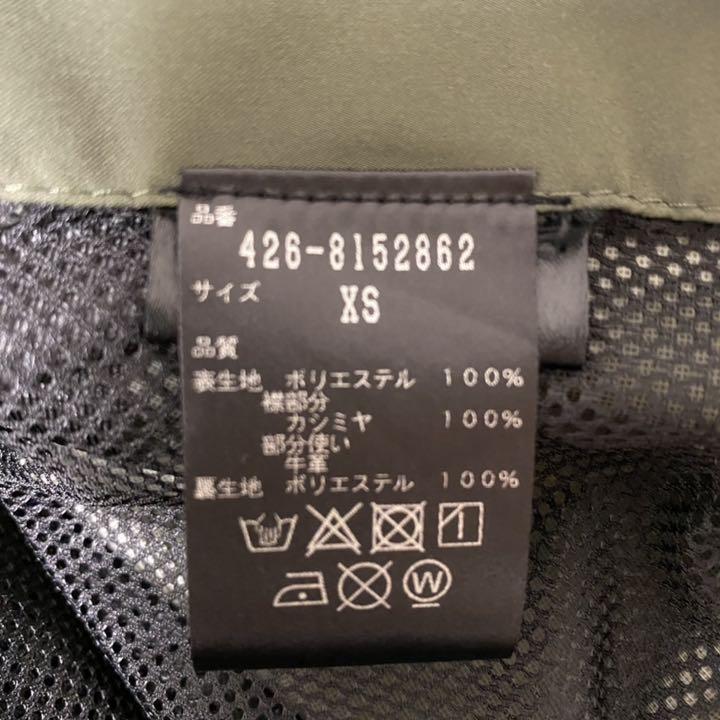 品番
426-8152862
サイズ
XS
品質
表生地 ポリエステル 100%
襟部分
カシミヤ 100%
部分使い
牛革
裏生地 ポリエステル 100%
W